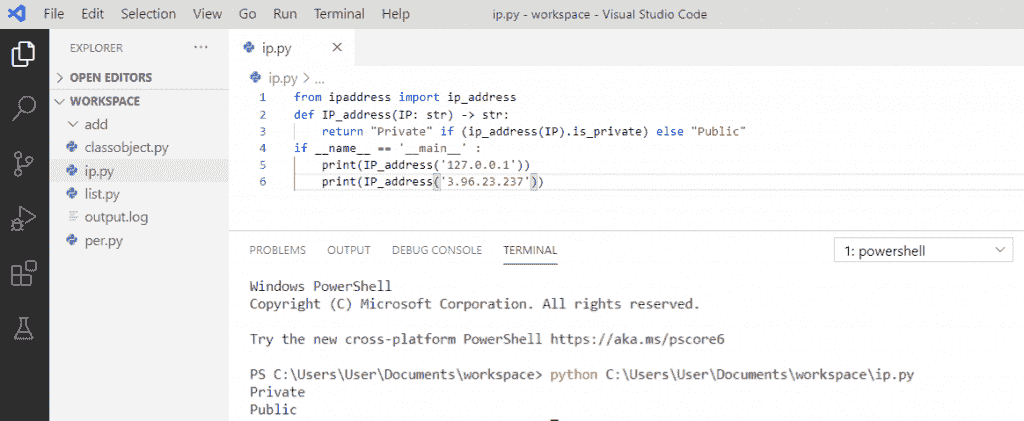 File Edit Selection View Go Run Terminal Help ip.py - workspace - Visual Studio Code
EXPLORER ...
OPEN EDITORS
WORKSPACE
add
classobject.py
ip.py
list.py
output.log
per.py
ip.py
ip.py > ...
1 from ipaddress import ip_address
2 def IP_address(IP: str) -> str:
3     return "Private" if (ip_address(IP).is_private) else "Public"
4 if __name__ == '__main__' :
5     print(IP_address('127.0.0.1'))
6     print(IP_address('3.96.23.237'))
PROBLEMS OUTPUT DEBUG CONSOLE TERMINAL 1: powershell
Windows PowerShell
Copyright (C) Microsoft Corporation. All rights reserved.
Try the new cross-platform PowerShell https://aka.ms/pscore6
PS C:\Users\User\Documents\workspace> python C:\Users\User\Documents\workspace\ip.py
Private
Public